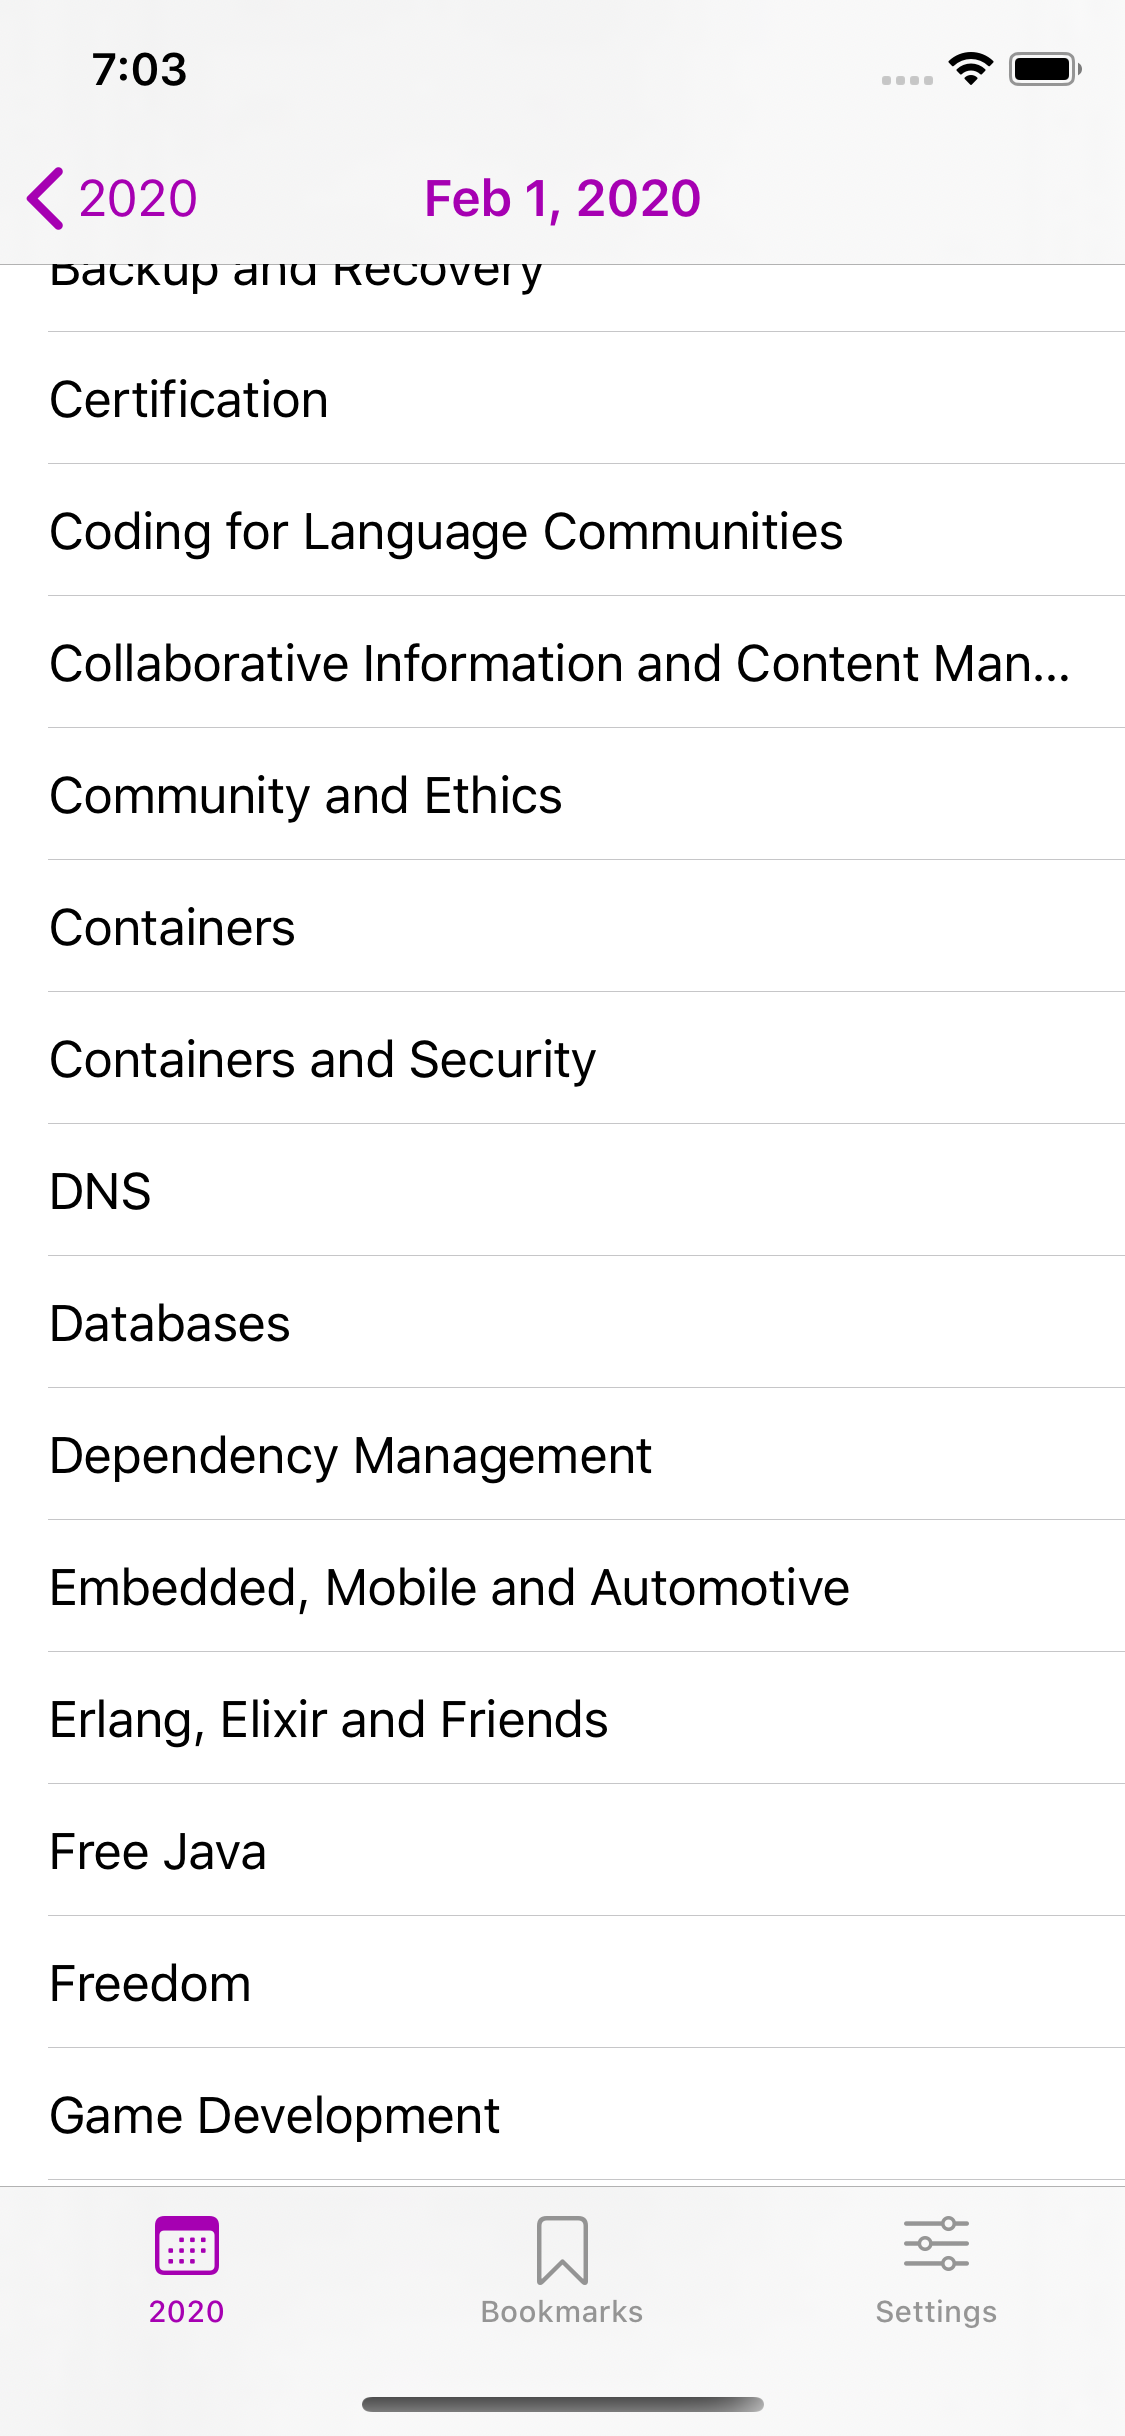 7:03
2020
Feb 1, 2020
Backup and Recovery
Certification
Coding for Language Communities
Collaborative Information and Content Man...
Community and Ethics
Containers
Containers and Security
DNS
Databases
Dependency Management
Embedded, Mobile and Automotive
Erlang, Elixir and Friends
Free Java
Freedom
Game Development
2020
Bookmarks
Settings